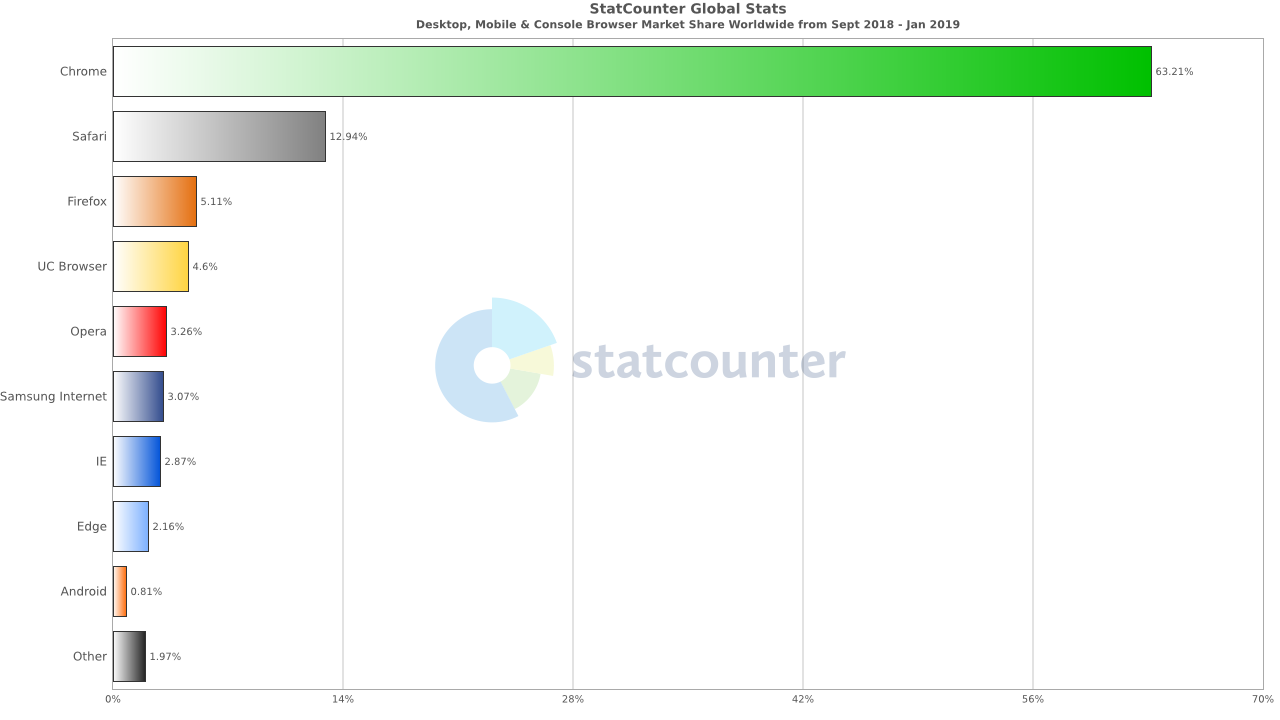 StatCounter Global Stats
Desktop, Mobile & Console Browser Market Share Worldwide from Sept 2018 - Jan 2019
Chrome 63.21%
Safari 12.94%
Firefox 5.11%
UC Browser 4.6%
Opera 3.26%
statcounter
Samsung Internet 3.07%
IE 2.87%
Edge 2.16%
Android 0.81%
Other 1.97%
0% 14% 28% 42% 56% 70%